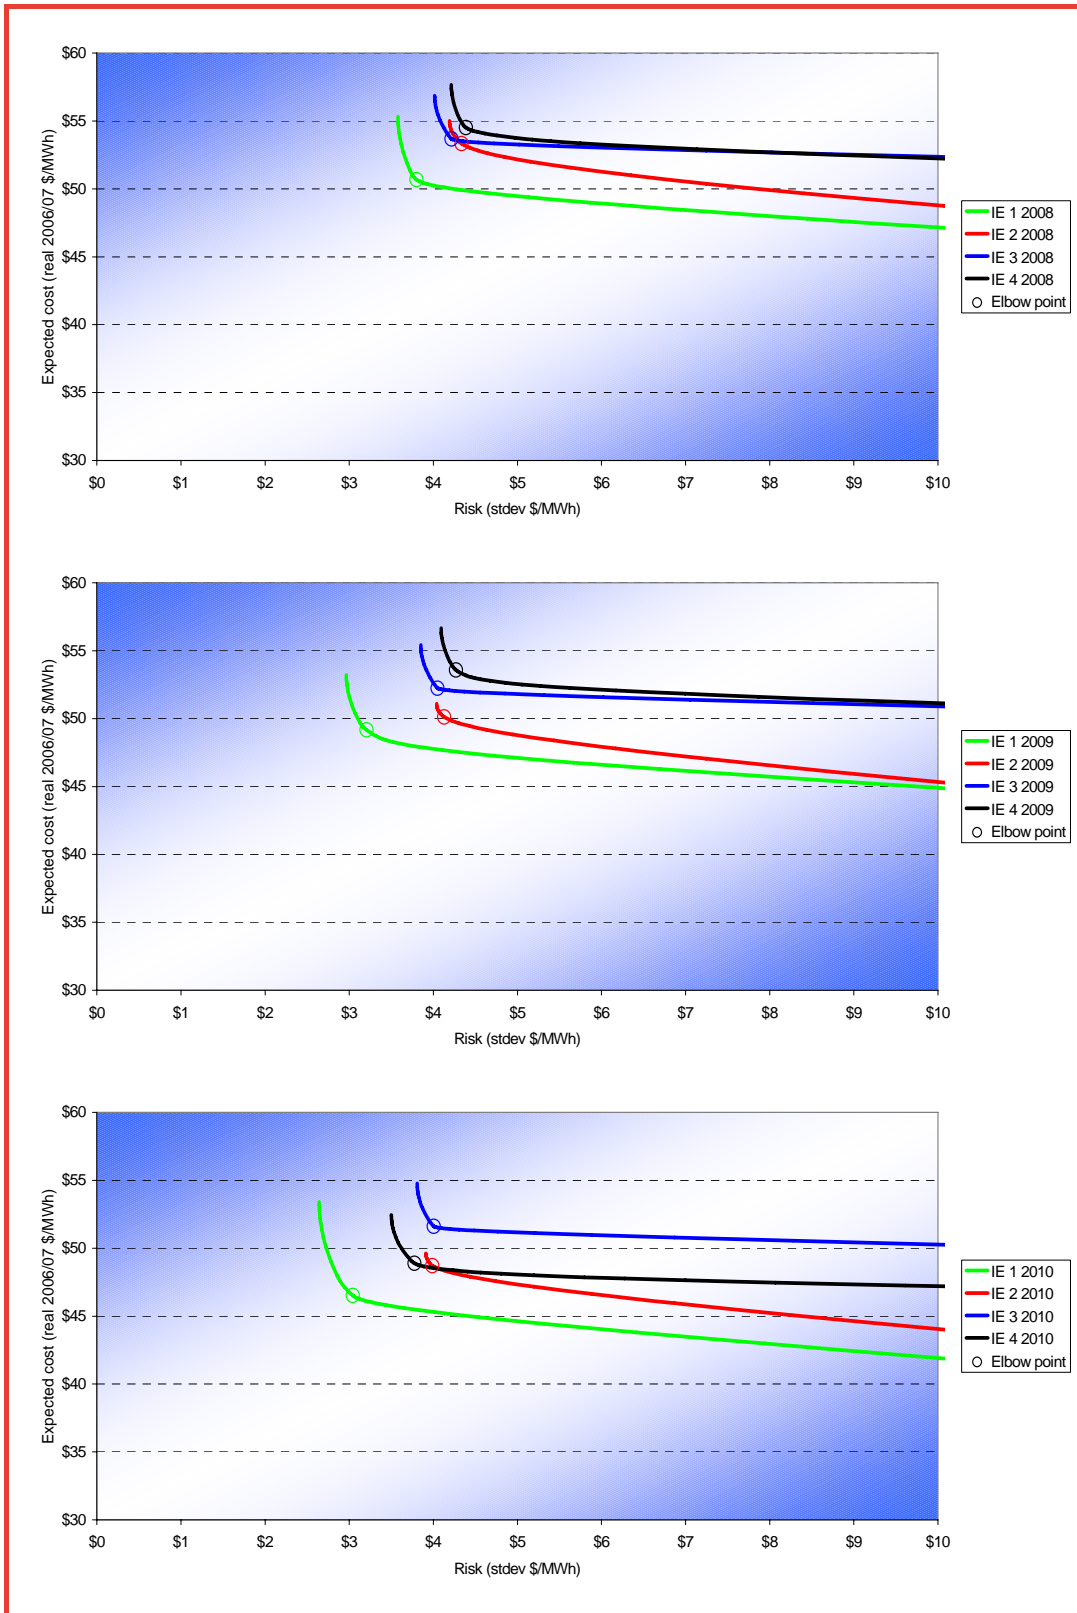 $60
$55
$50
$45
$40
$35
$30
Expected cost (real 2006/07 $/MWh)
$0 $1 $2 $3 $4 $5 $6 $7 $8 $9 $10
Risk (stdev $/MWh)
IE 1 2008
IE 2 2008
IE 3 2008
IE 4 2008
Elbow point
$60
$55
$50
$45
$40
$35
$30
Expected cost (real 2006/07 $/MWh)
$0 $1 $2 $3 $4 $5 $6 $7 $8 $9 $10
Risk (stdev $/MWh)
IE 1 2009
IE 2 2009
IE 3 2009
IE 4 2009
Elbow point
$60
$55
$50
$45
$40
$35
$30
Expected cost (real 2006/07 $/MWh)
$0 $1 $2 $3 $4 $5 $6 $7 $8 $9 $10
Risk (stdev $/MWh)
IE 1 2010
IE 2 2010
IE 3 2010
IE 4 2010
Elbow point